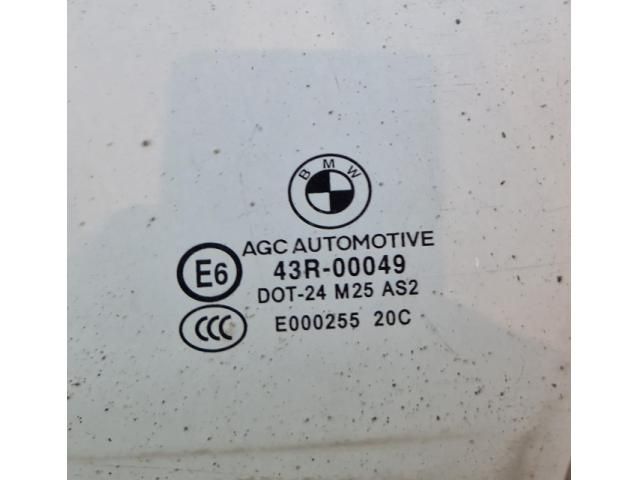 BMW
AGC AUTOMOTIVE
E6 43R-00049
DOT-24 M25 AS2
CCC E000255 20C